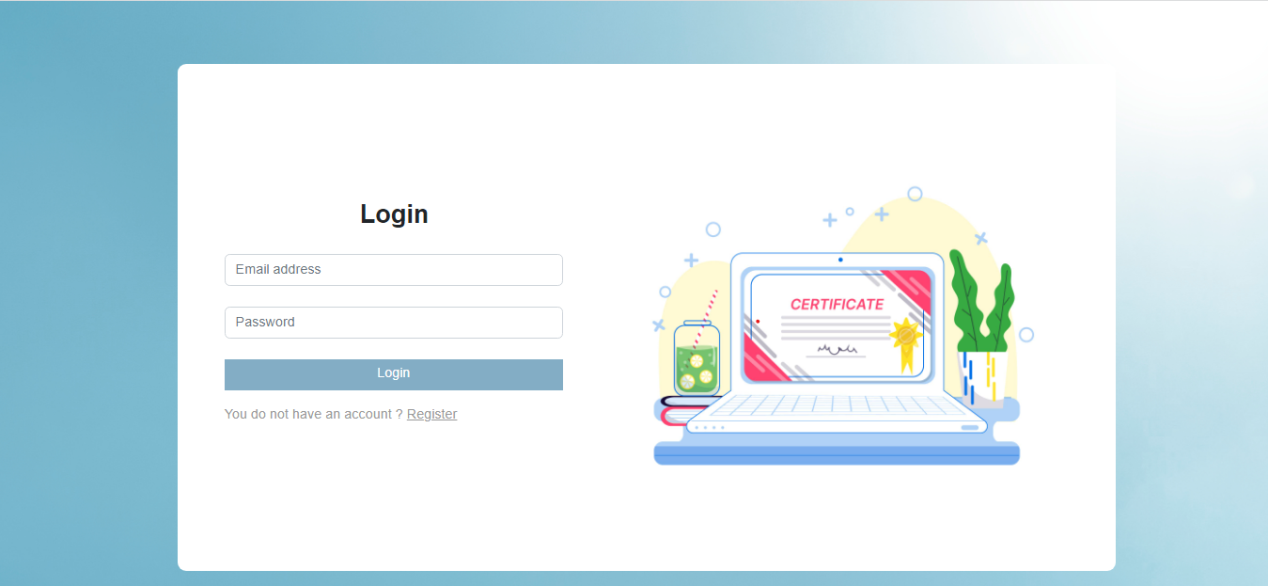 Login
Email address
Password
Login
You do not have an account ? Register
CERTIFICATE